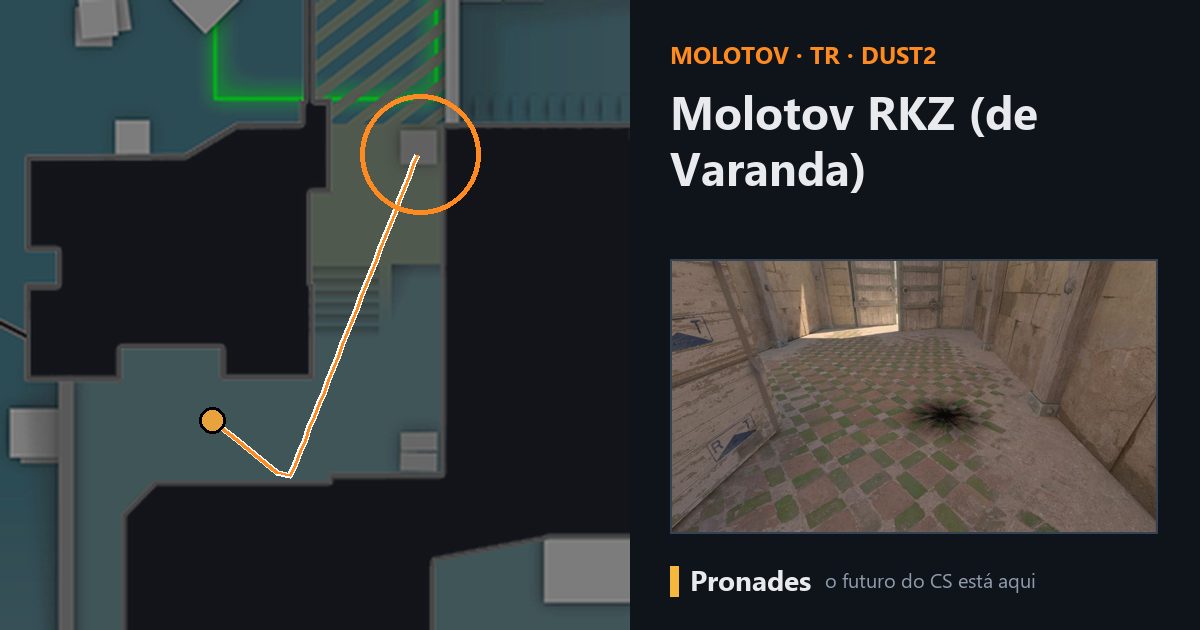 MOLOTOV · TR · DUST2
Molotov RKZ (de
Varanda)
T
R T
Pronades o futuro do CS está aqui